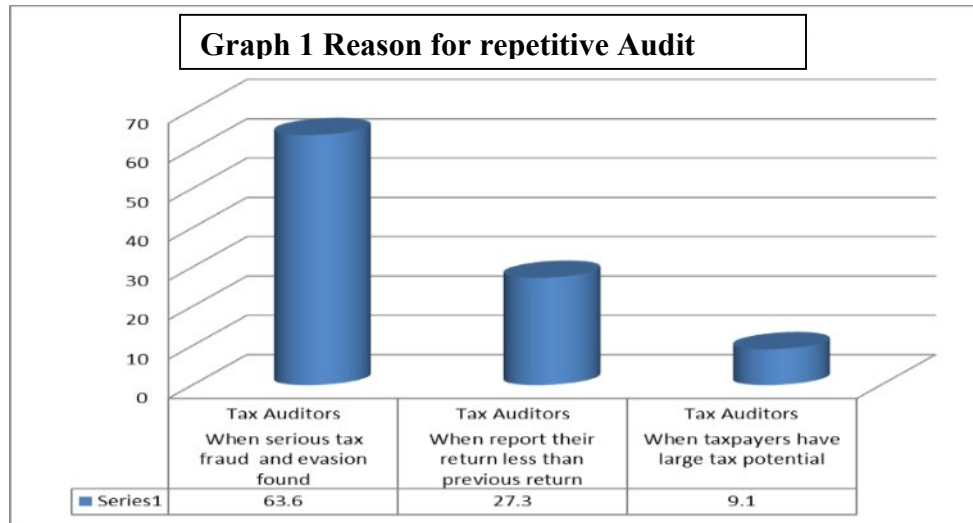 Graph 1 Reason for repetitive Audit
70
60
50
40
30
20
10
0
Tax Auditors Tax Auditors Tax Auditors
When serious tax When report their When taxpayers have
fraud and evasion return less than large tax potential
found previous return
Series1 63.6 27.3 9.1